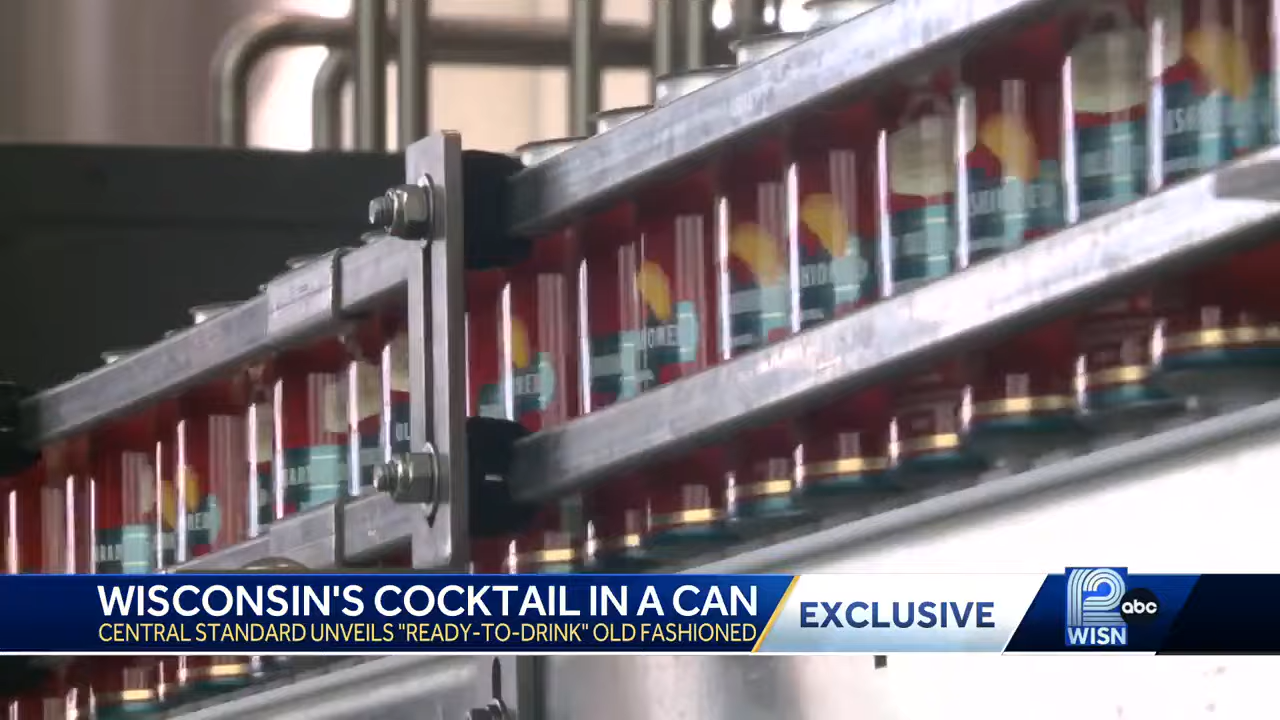 WISCONSIN'S COCKTAIL IN A CAN
CENTRAL STANDARD UNVEILS "READY-TO-DRINK" OLD FASHIONED
EXCLUSIVE
12
abc
WISN